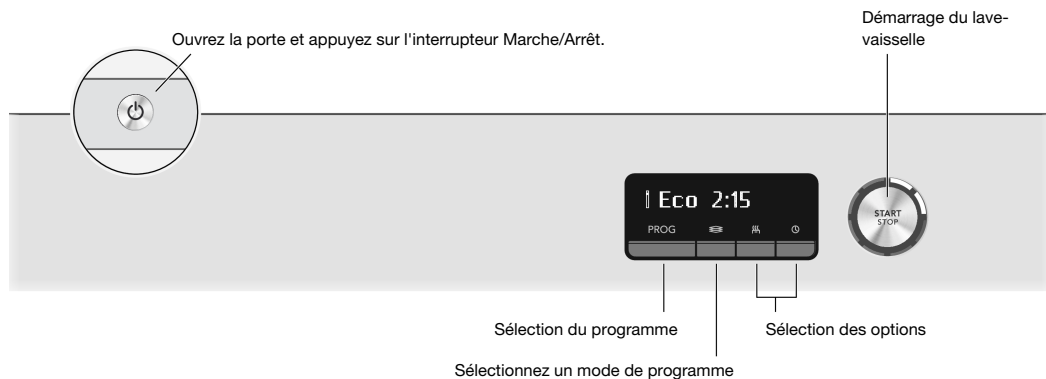 Démarrage du lave-
vaisselle
Ouvrez la porte et appuyez sur l'interrupteur Marche/Arrêt.
Eco 2:15
PROG
START
STOP
Sélection du programme
Sélection des options
Sélectionnez un mode de programme